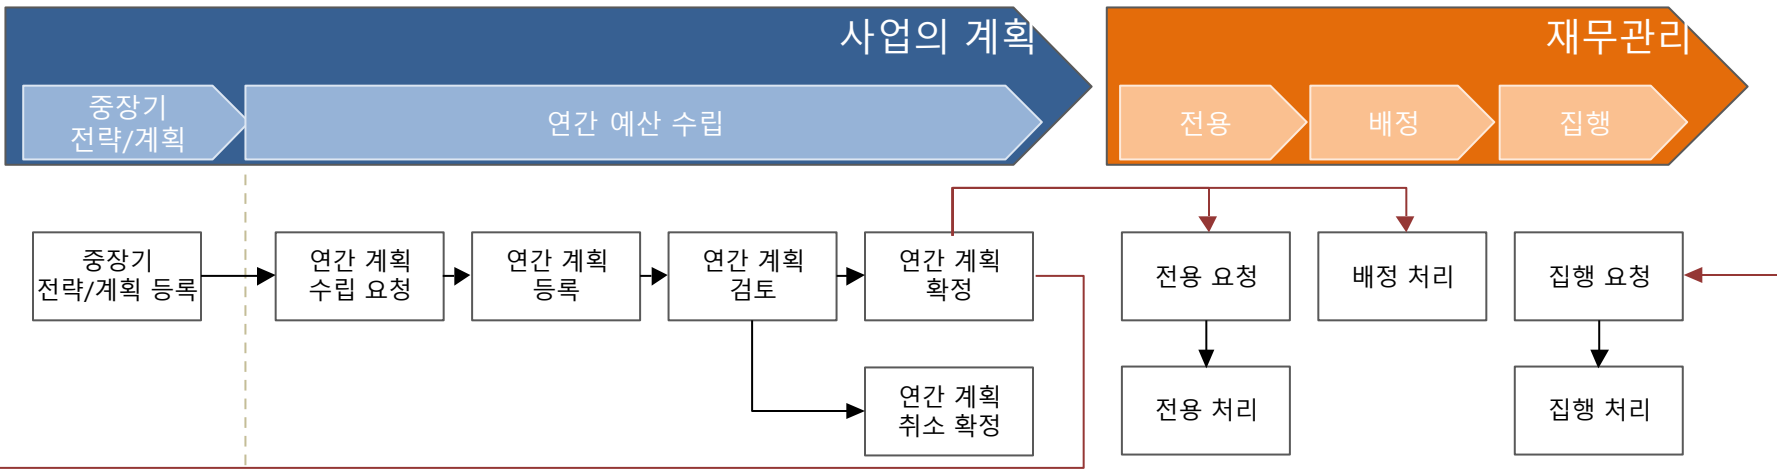 사업의 계획
재무관리
중장기
전략/계획
연간 예산 수립
전용
배정
집행
중장기
전략/계획 등록
연간 계획
수립 요청
연간 계획
등록
연간 계획
검토
연간 계획
확정
전용 요청
배정 처리
집행 요청
연간 계획
취소 확정
전용 처리
집행 처리